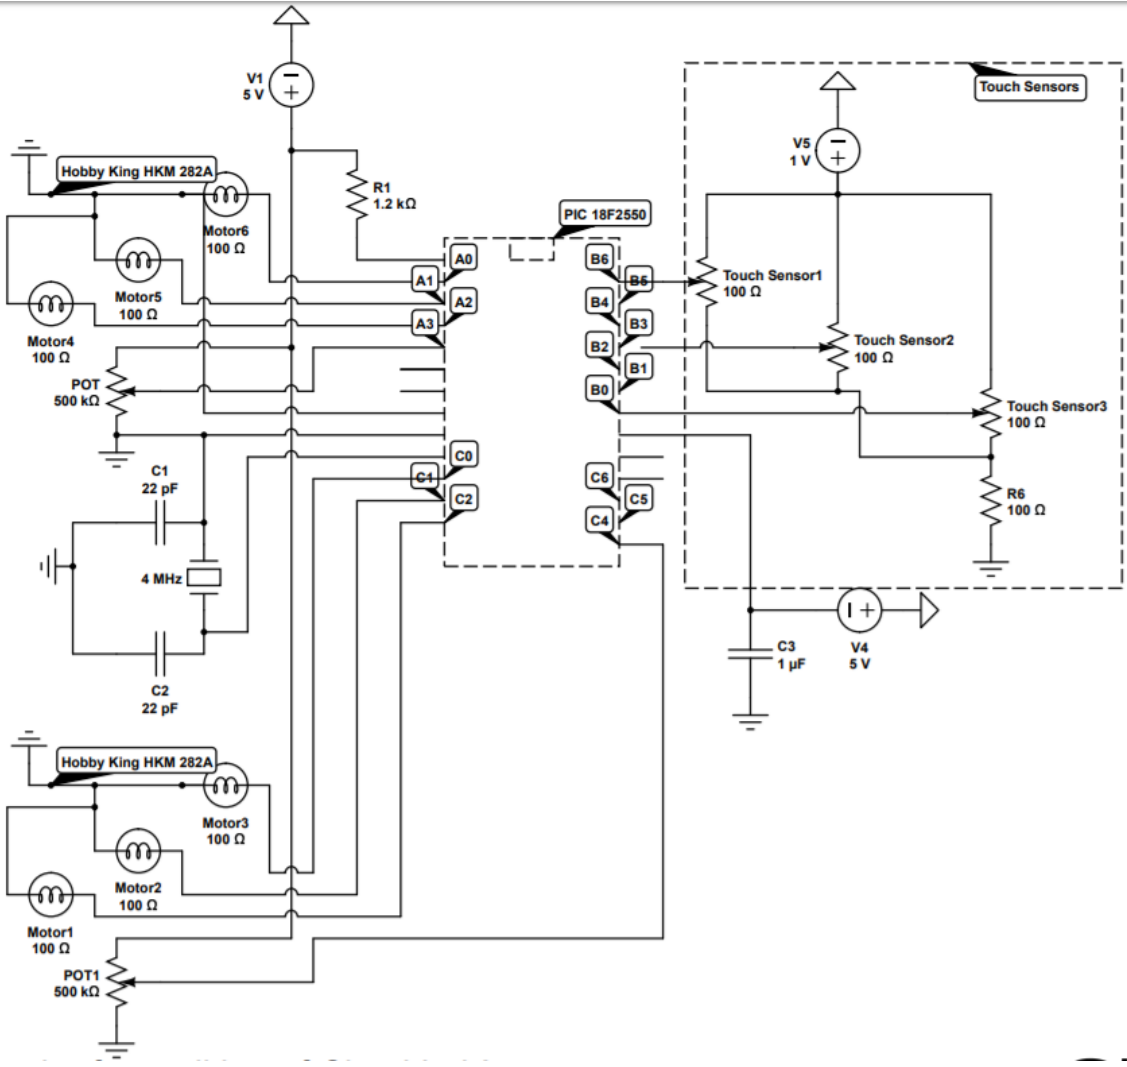 V1
5 V
Touch Sensors
V5
1 V
Hobby King HKM 282A
R1
1.2 kΩ
PIC 18F2550
Motor6
100 Ω
A0
B6
A1
B5
Touch Sensor1
100 Ω
Motor5
100 Ω
A2
B4
A3
B3
Motor4
100 Ω
B2
Touch Sensor2
100 Ω
B1
POT
500 kΩ
B0
Touch Sensor3
100 Ω
C0
C1
22 pF
C1
C6
C2
C5
R6
100 Ω
C4
4 MHz
C3
1 µF
V4
5 V
C2
22 pF
Hobby King HKM 282A
Motor3
100 Ω
Motor2
100 Ω
Motor1
100 Ω
POT1
500 kΩ